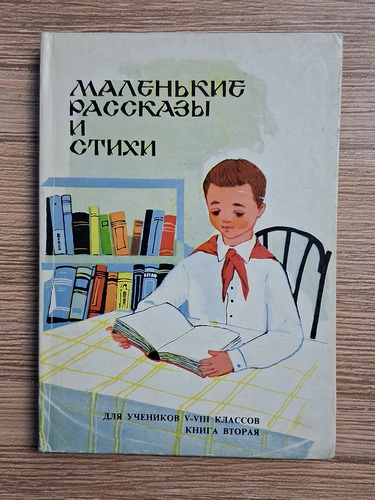 МАЛЕНЬКИЕ
РАССКАЗЫ
И
СТИХИ
ДЛЯ УЧЕНИКОВ V-VIII КЛАССОВ
КНИГА ВТОРАЯ